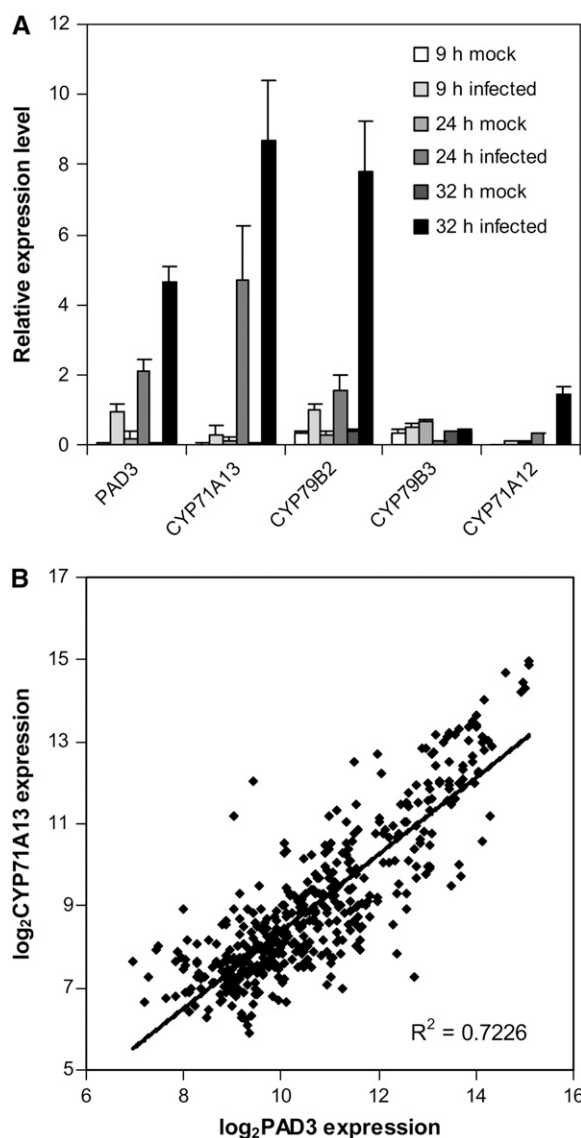 A
12
10
8
6
4
2
0
Relative expression level
9 h mock
9 h infected
24 h mock
24 h infected
32 h mock
32 h infected
PAD3
CYP71A13
CYP79B2
CYP79B3
CYP71A12
B
17
15
13
11
9
7
5
log₂CYP71A13 expression
R² = 0.7226
6 8 10 12 14 16
log₂PAD3 expression